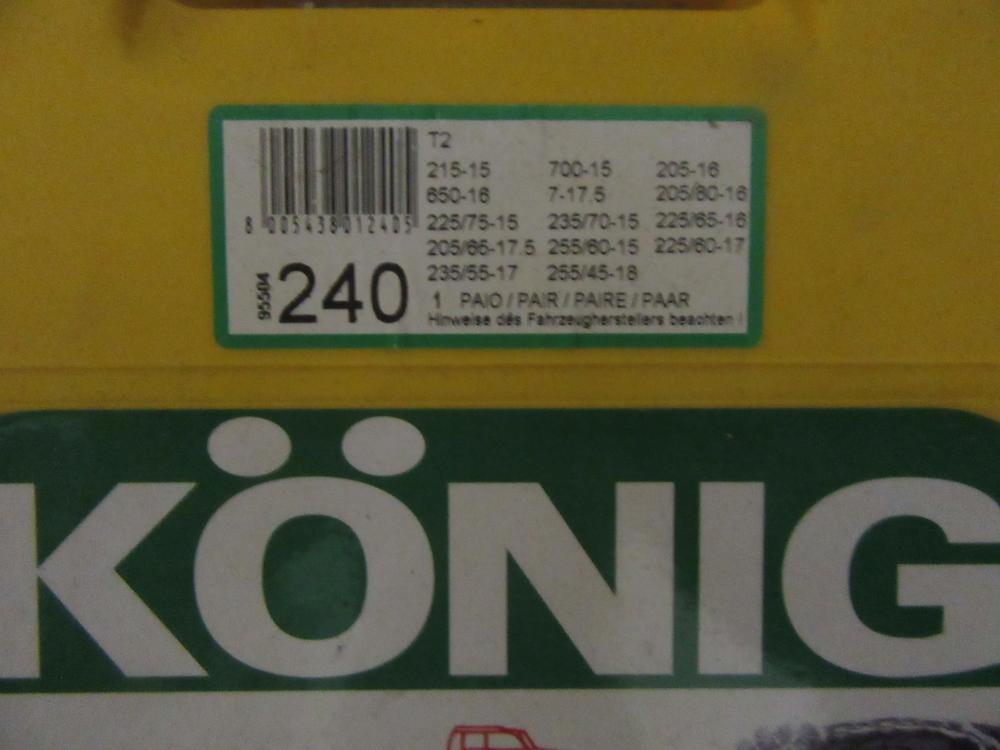 T2
215-15 700-15 205-16
650-16 7-17.5 205/80-16
225/75-15 235/70-15 225/65-16
205/65-17.5 255/60-15 225/60-17
235/55-17 255/45-18
8 005438 012405
95504 240
1 PAIO / PAIR / PAIRE / PAAR
Hinweise des Fahrzeugherstellers beachten !
KÖNIG